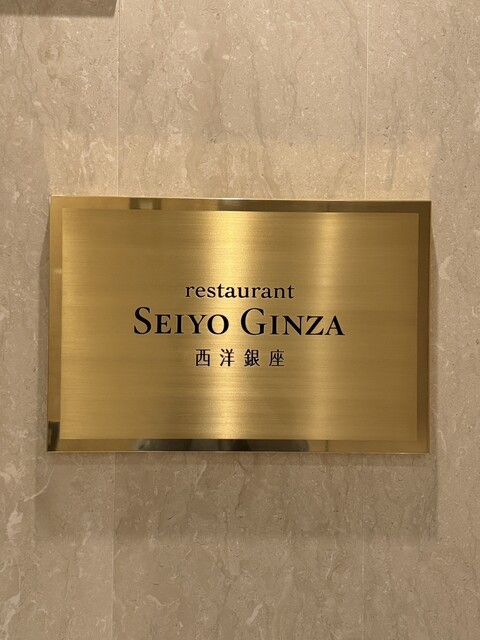 restaurant
SEIYO GINZA
西洋銀座